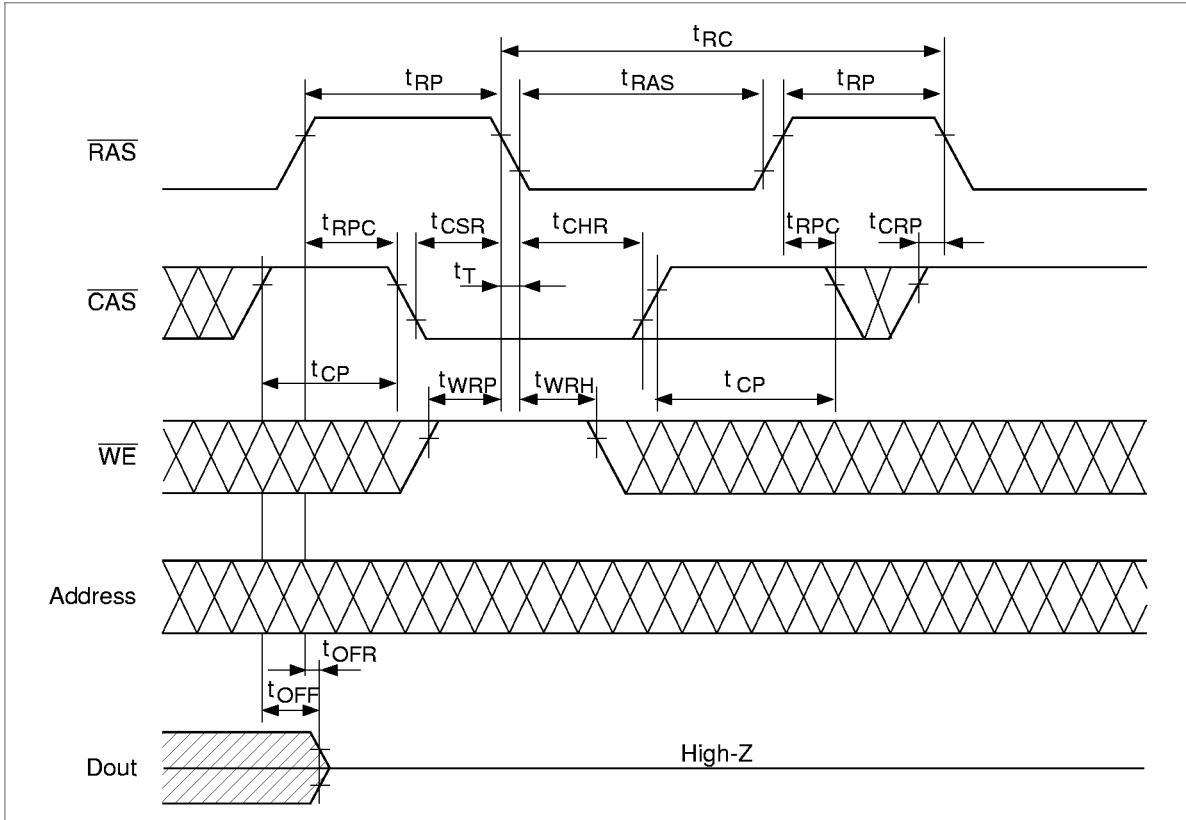 tRC
tRP
tRAS
tRP
RAS
tRPC
tCSR
tCHR
tRPC
tCRP
tT
CAS
tCP
tWRP
tWRH
tCP
WE
Address
tOFR
tOFF
High-Z
Dout